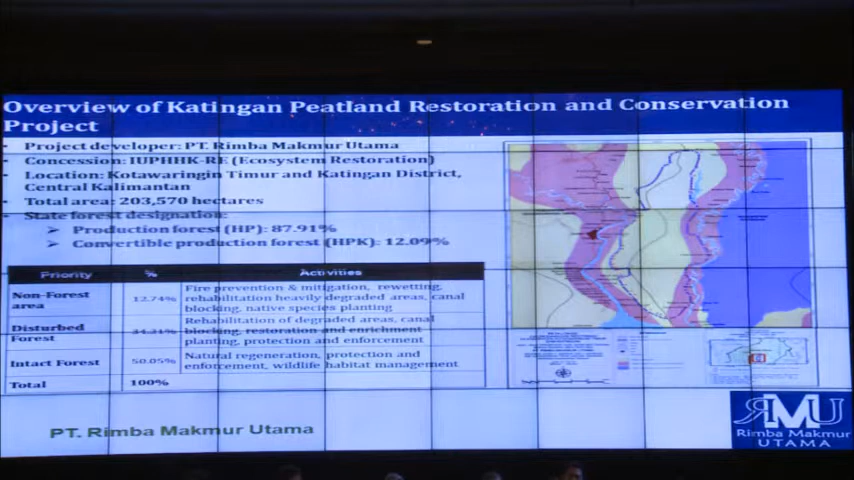 Overview of Katingan Peatland Restoration and Conservation
Project
Project developer: PT. Rimba Makmur Utama
Concession: IUPHHK-RE (Ecosystem Restoration)
Location: Kotawaringin Timur and Katingan District,
Central Kalimantan
Total area: 203,570 hectares
State forest designation:
Production forest (HP): 87.91%
Convertible production forest (HPK): 12.09%
Priority % Activities
Non-Forest area 12.74% Fire prevention & mitigation, rewetting,
rehabilitation heavily degraded areas, canal
blocking, native species planting
Disturbed Forest 34.21% Rehabilitation of degraded areas, canal
blocking, restoration and enrichment
planting, protection and enforcement
Intact Forest 50.05% Natural regeneration, protection and
enforcement, wildlife habitat management
Total 100%
PT. Rimba Makmur Utama
RMU
Rimba Makmur
UTAMA